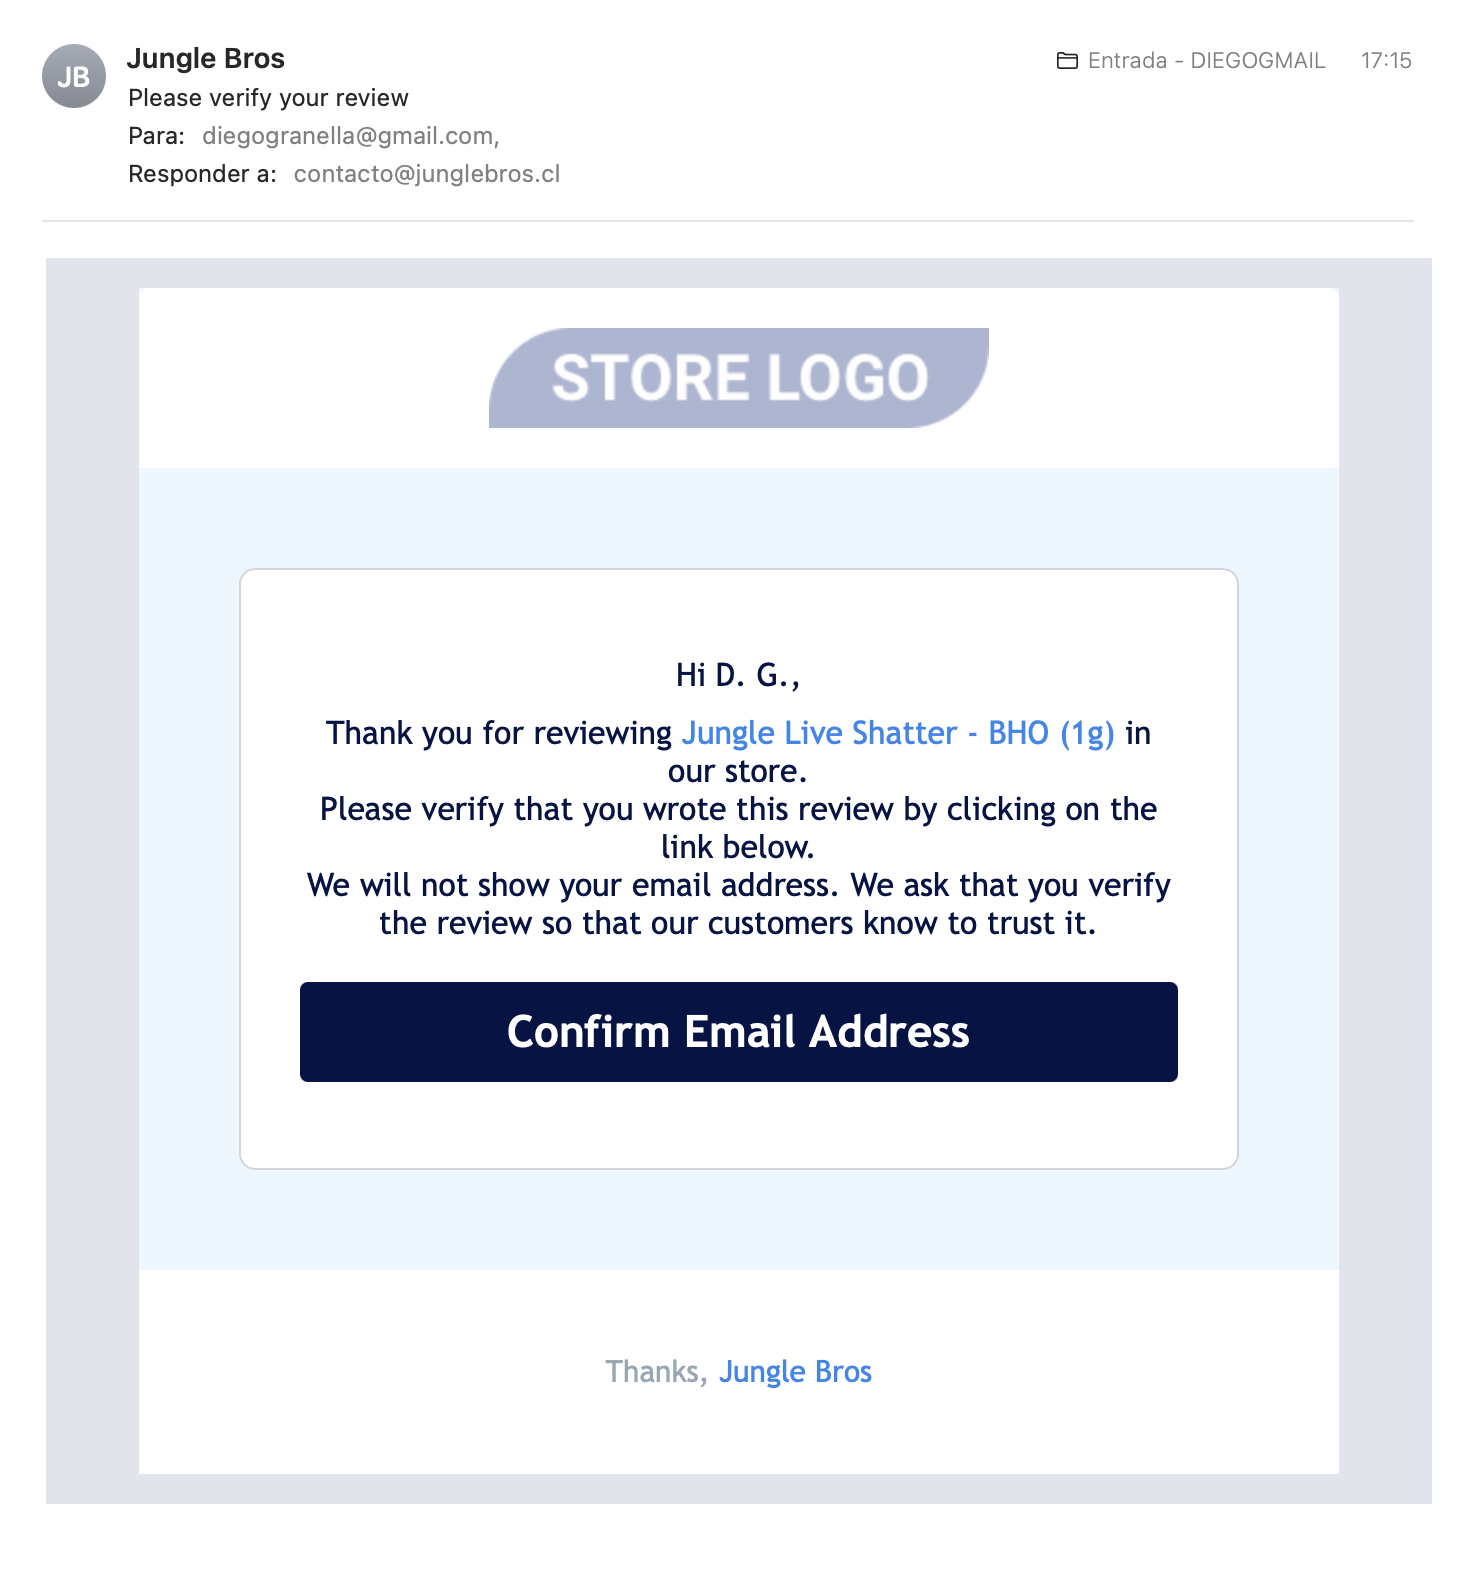 JB
Jungle Bros
Entrada - DIEGOGMAIL 17:15
Please verify your review
Para: diegogranella@gmail.com,
Responder a: contacto@junglebros.cl
STORE LOGO
Hi D. G.,
Thank you for reviewing Jungle Live Shatter - BHO (1g) in
our store.
Please verify that you wrote this review by clicking on the
link below.
We will not show your email address. We ask that you verify
the review so that our customers know to trust it.
Confirm Email Address
Thanks, Jungle Bros